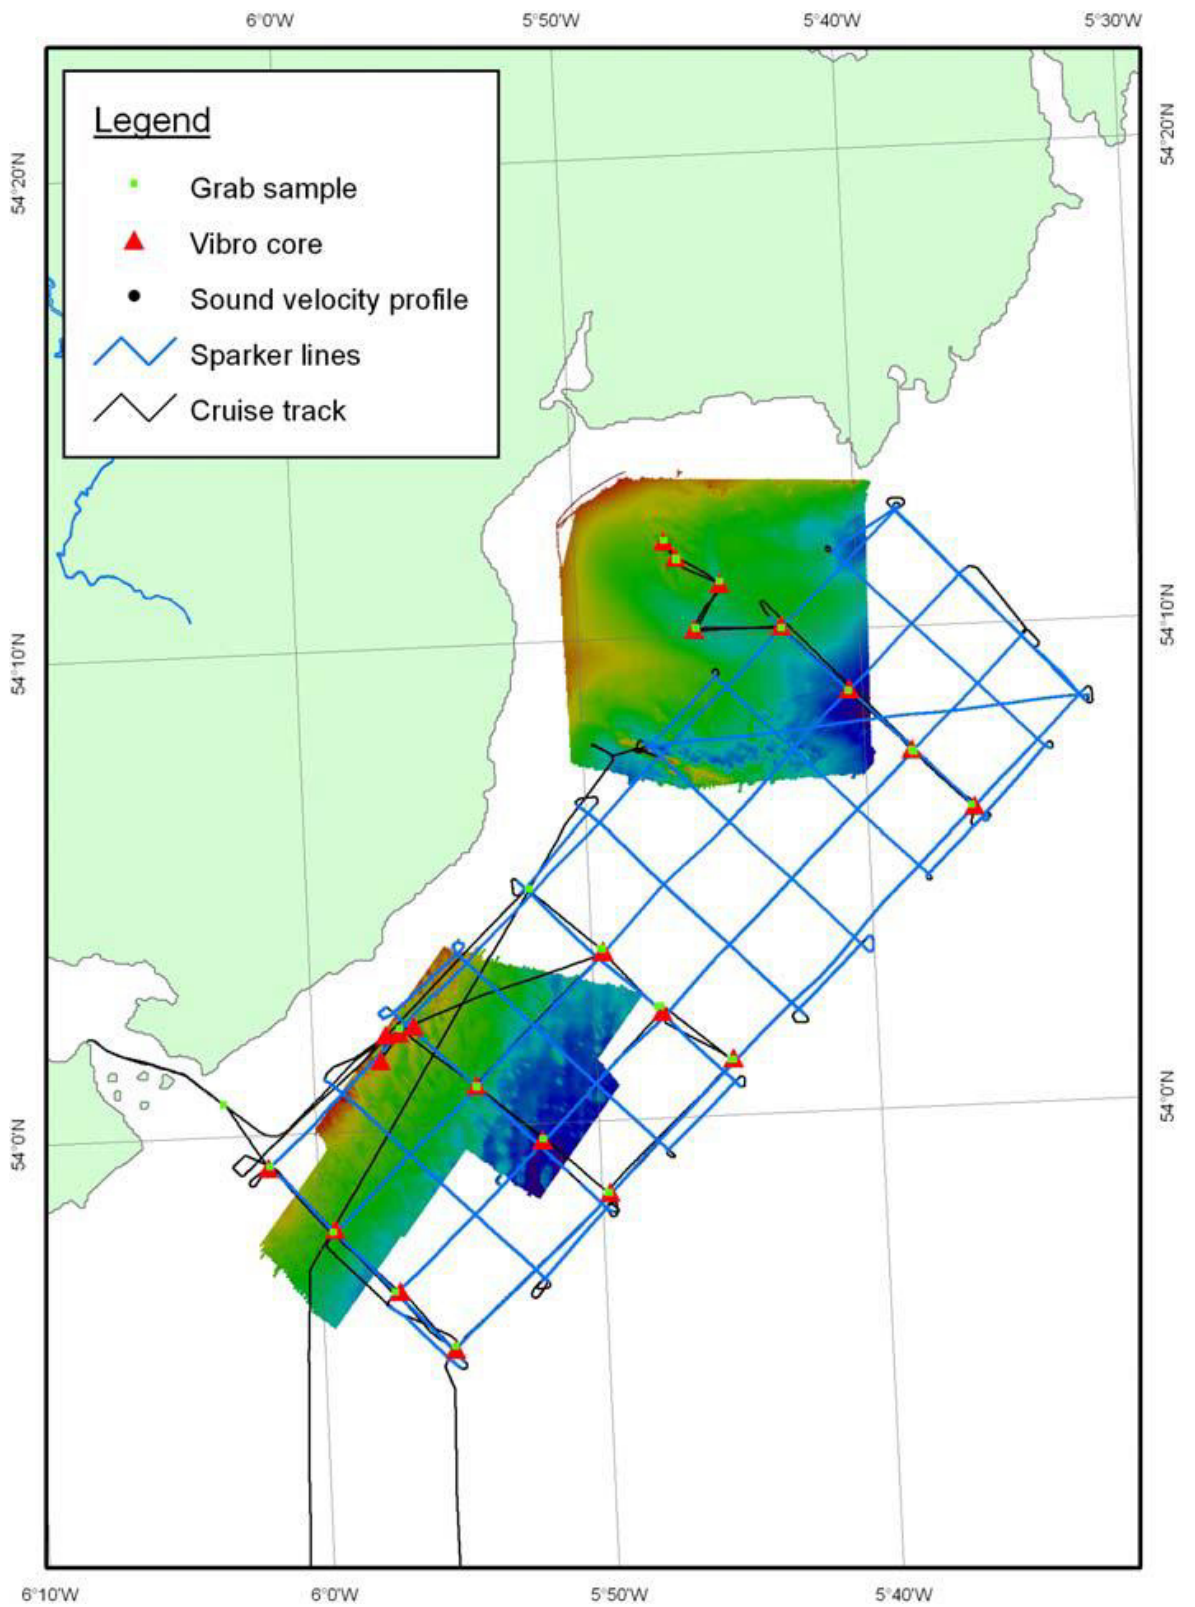 6°0'W 5°50'W 5°40'W 5°30'W
Legend
Grab sample
Vibro core
Sound velocity profile
Sparker lines
Cruise track
54°20'N
54°20'N
54°10'N
54°10'N
54°0'N
54°0'N
6°10'W 6°0'W 5°50'W 5°40'W